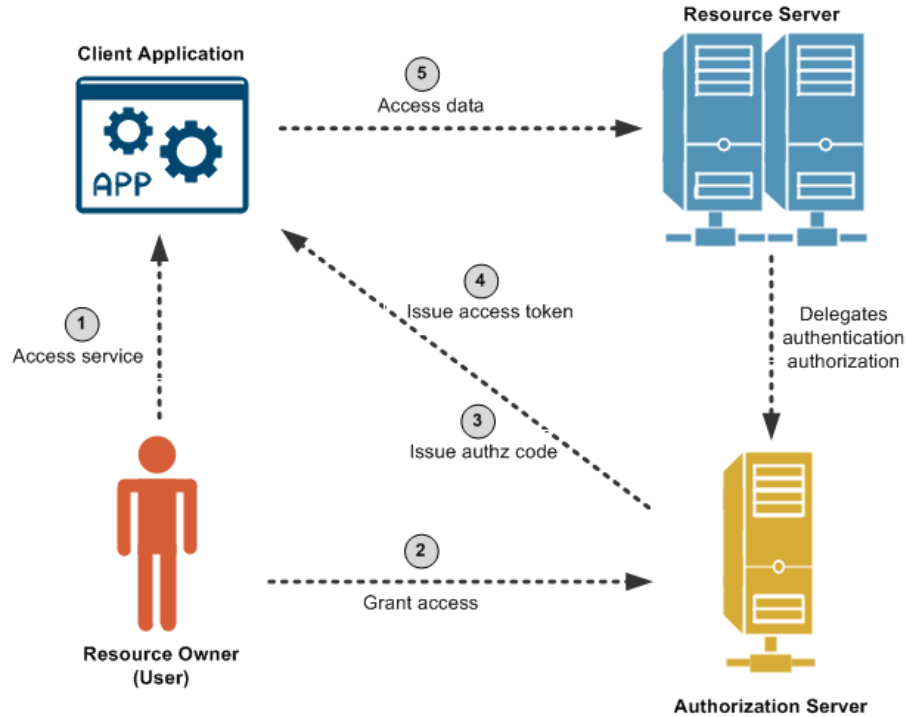 Resource Server
Client Application
5
Access data
APP
4
Issue access token
Delegates
authentication
authorization
1
Access service
3
Issue authz code
2
Grant access
Resource Owner
(User)
Authorization Server